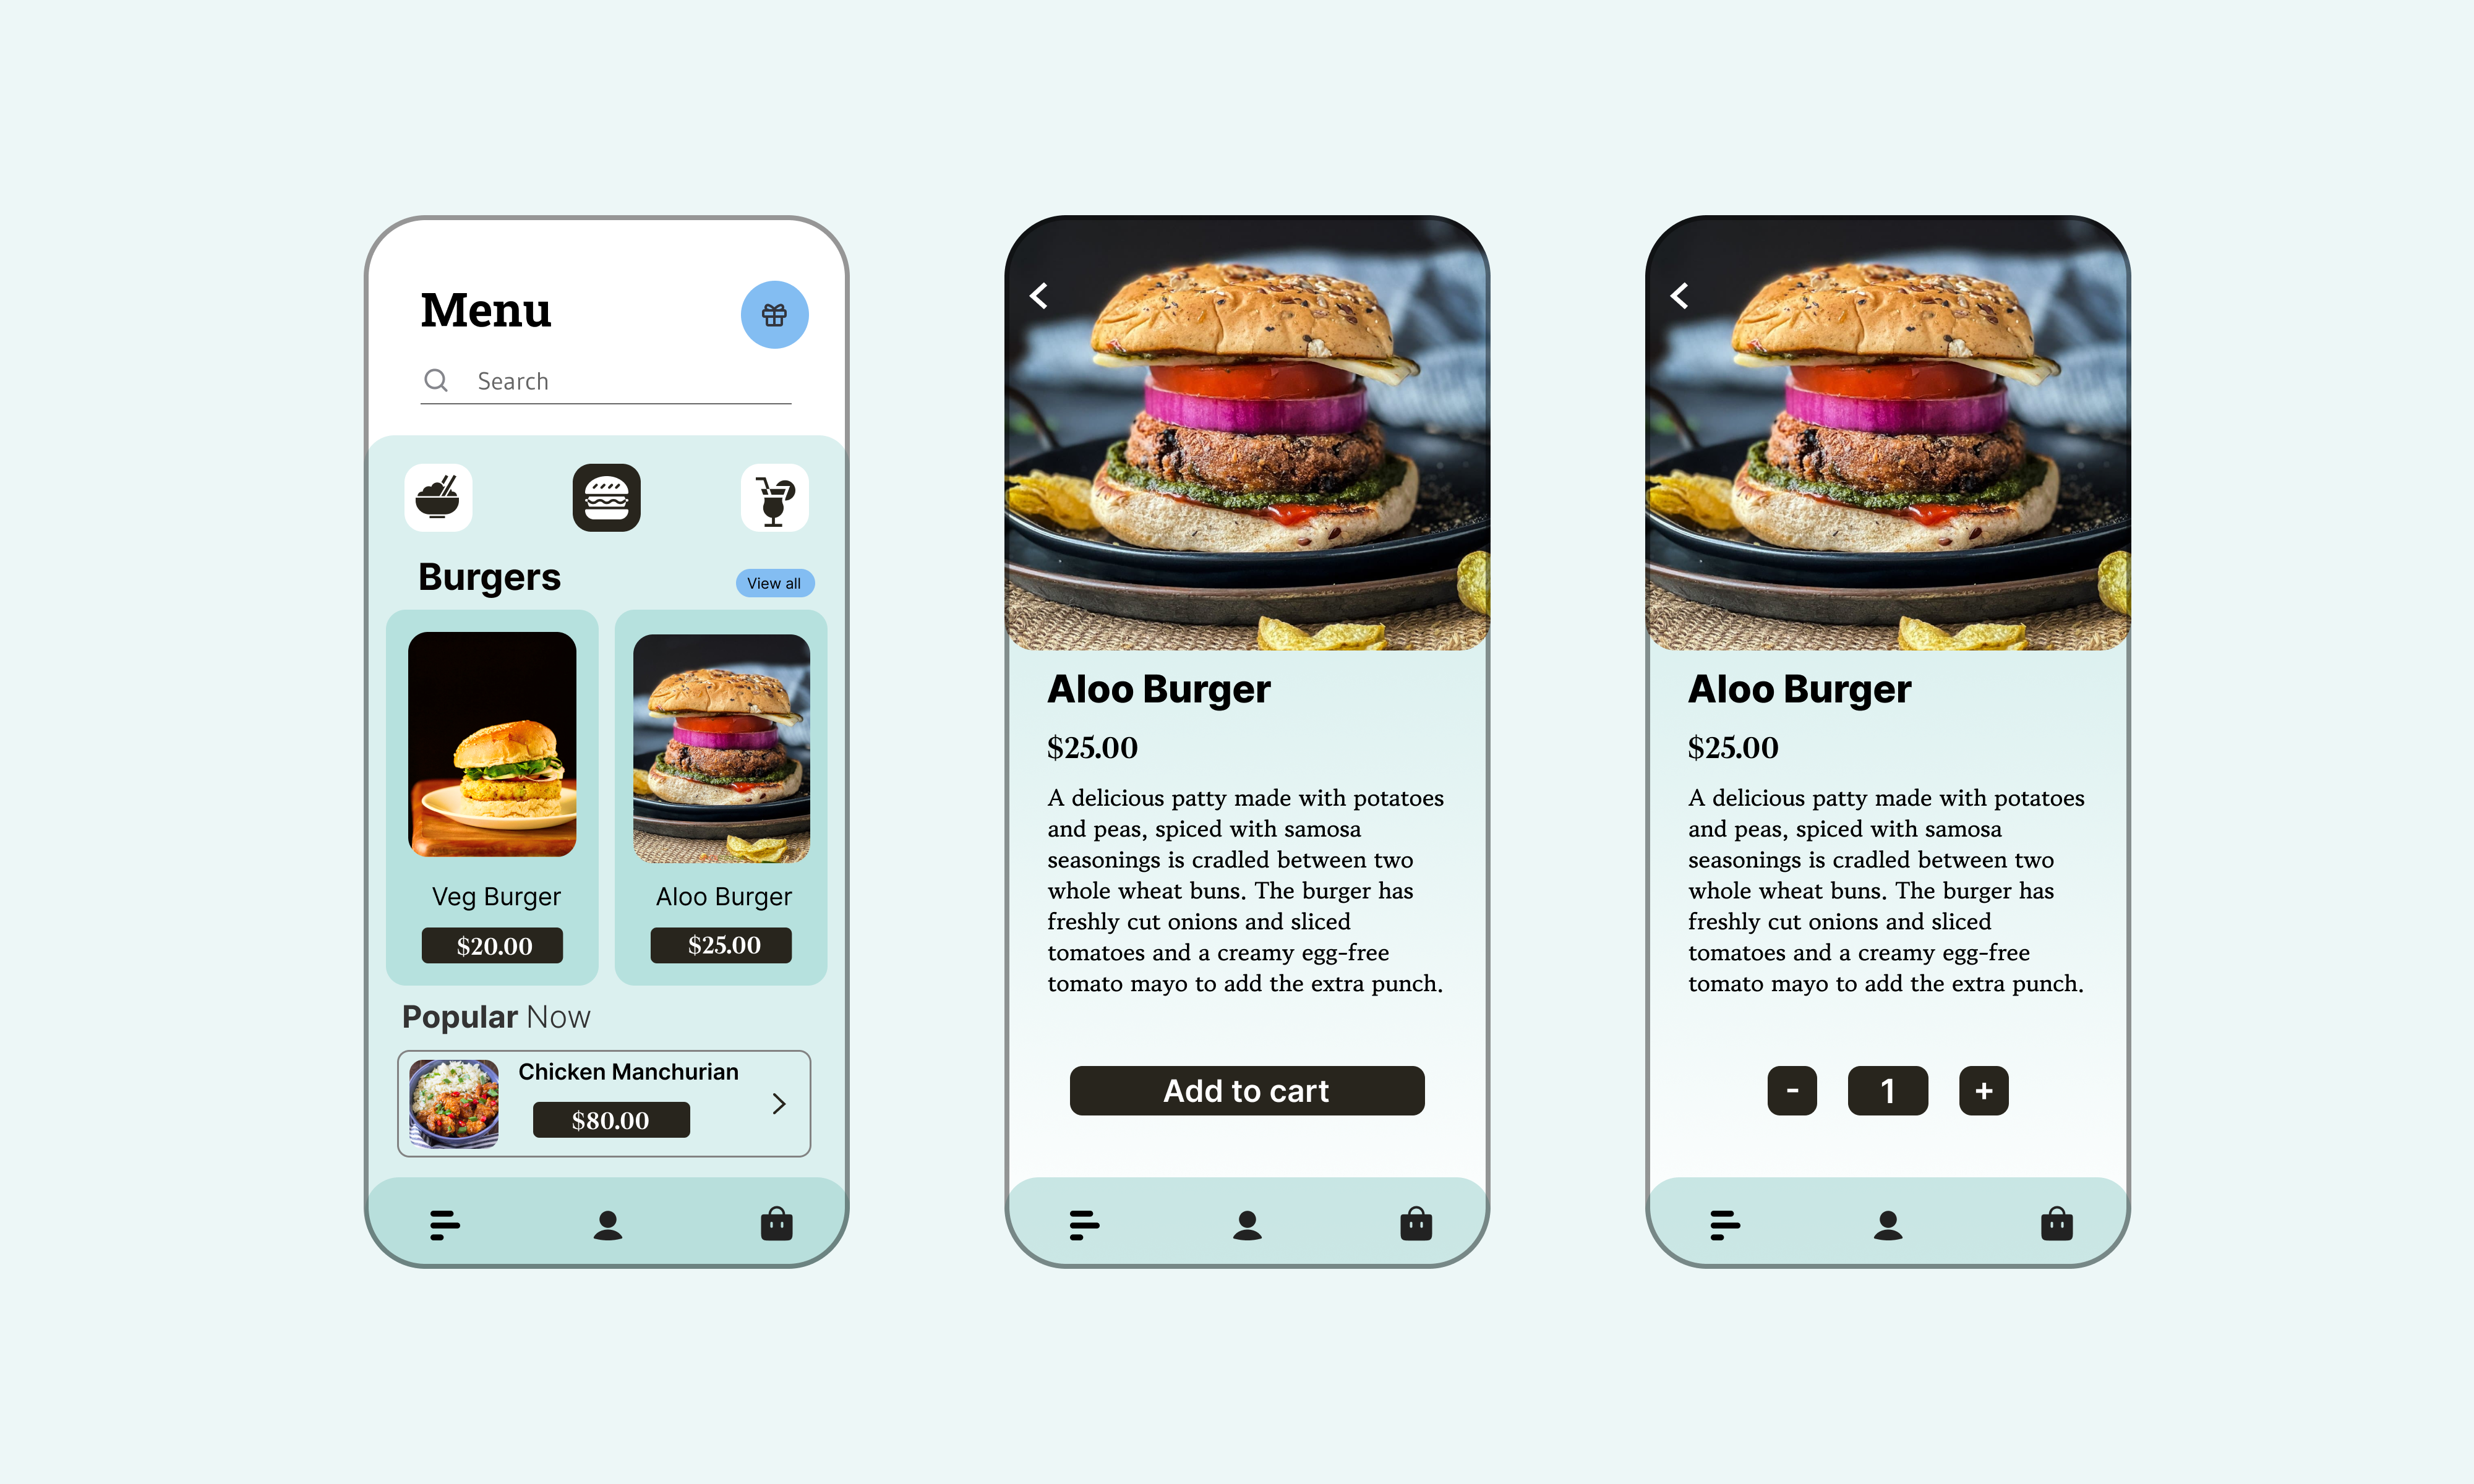 Menu
Search
Burgers
View all
Veg Burger
Aloo Burger
$20.00
$25.00
Popular Now
Chicken Manchurian
$80.00
Aloo Burger
$25.00
A delicious patty made with potatoes
and peas, spiced with samosa
seasonings is cradled between two
whole wheat buns. The burger has
freshly cut onions and sliced
tomatoes and a creamy egg-free
tomato mayo to add the extra punch.
Add to cart
Aloo Burger
$25.00
A delicious patty made with potatoes
and peas, spiced with samosa
seasonings is cradled between two
whole wheat buns. The burger has
freshly cut onions and sliced
tomatoes and a creamy egg-free
tomato mayo to add the extra punch.
- 1 +